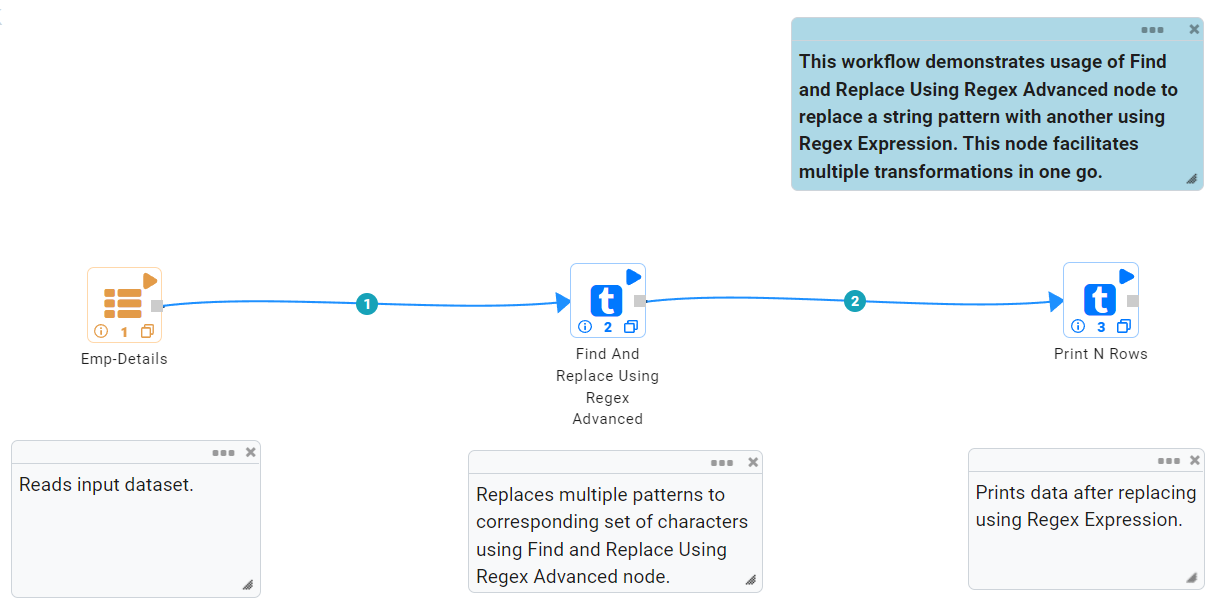 This workflow demonstrates usage of Find
and Replace Using Regex Advanced node to
replace a string pattern with another using
Regex Expression. This node facilitates
multiple transformations in one go.
1
2
t
t
1
2
3
Emp-Details
Find And
Replace Using
Regex
Advanced
Print N Rows
Reads input dataset.
Replaces multiple patterns to
corresponding set of characters
using Find and Replace Using
Regex Advanced node.
Prints data after replacing
using Regex Expression.